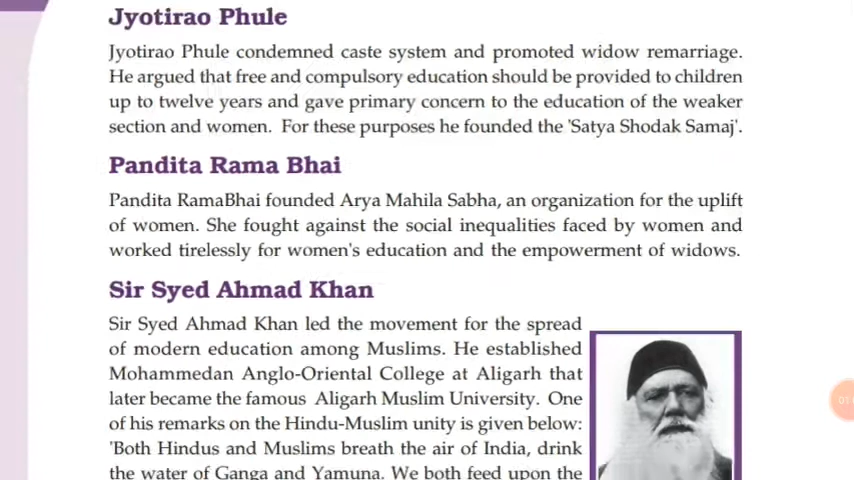 Jyotirao Phule
Jyotirao Phule condemned caste system and promoted widow remarriage.
He argued that free and compulsory education should be provided to children
up to twelve years and gave primary concern to the education of the weaker
section and women. For these purposes he founded the 'Satya Shodak Samaj'.
Pandita Rama Bhai
Pandita RamaBhai founded Arya Mahila Sabha, an organization for the uplift
of women. She fought against the social inequalities faced by women and
worked tirelessly for women's education and the empowerment of widows.
Sir Syed Ahmad Khan
Sir Syed Ahmad Khan led the movement for the spread
of modern education among Muslims. He established
Mohammedan Anglo-Oriental College at Aligarh that
later became the famous Aligarh Muslim University. One
of his remarks on the Hindu-Muslim unity is given below:
'Both Hindus and Muslims breath the air of India, drink
the water of Ganga and Yamuna. We both feed upon the